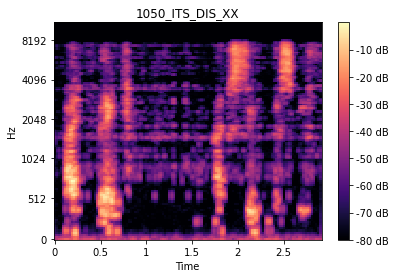 1050_ITS_DIS_XX
8192
4096
2048
1024
512
0
Hz
0
0.5
1
1.5
2
2.5
Time
-10 dB
-20 dB
-30 dB
-40 dB
-50 dB
-60 dB
-70 dB
-80 dB